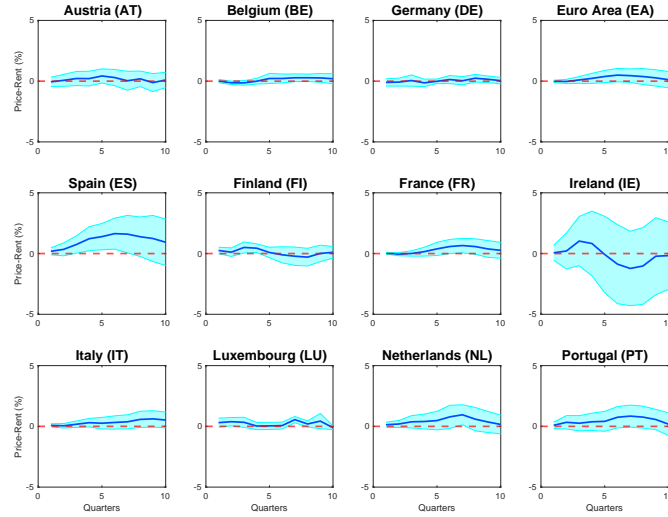 Austria (AT) Belgium (BE) Germany (DE) Euro Area (EA)
5 5 5 5
Price-Rent (%)
0 0 0 0
-5 -5 -5 -5
0 5 10 0 5 10 0 5 10 0 5 10
Spain (ES) Finland (FI) France (FR) Ireland (IE)
5 5 5 5
Price-Rent (%)
0 0 0 0
-5 -5 -5 -5
0 5 10 0 5 10 0 5 10 0 5 10
Italy (IT) Luxembourg (LU) Netherlands (NL) Portugal (PT)
5 5 5 5
Price-Rent (%)
0 0 0 0
-5 -5 -5 -5
0 5 10 0 5 10 0 5 10 0 5 10
Quarters Quarters Quarters Quarters